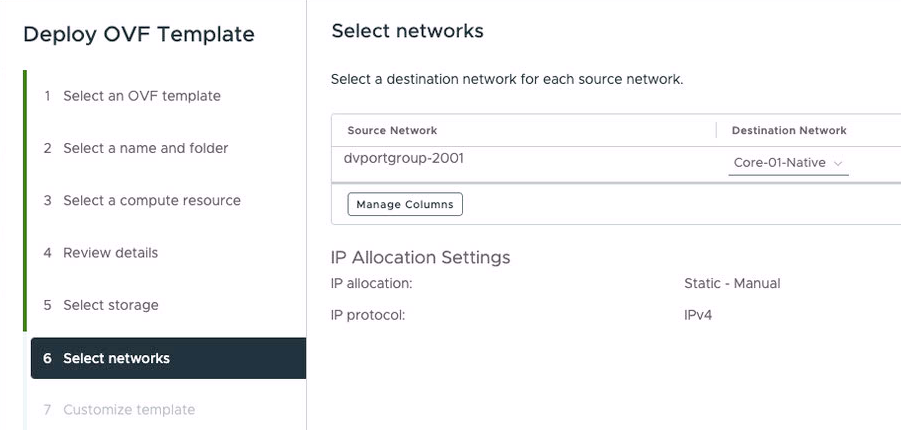 Deploy OVF Template
1 Select an OVF template
2 Select a name and folder
3 Select a compute resource
4 Review details
5 Select storage
6 Select networks
7 Customize template
Select networks
Select a destination network for each source network.
Source Network Destination Network
dvportgroup-2001 Core-01-Native
Manage Columns
IP Allocation Settings
IP allocation: Static - Manual
IP protocol: IPv4